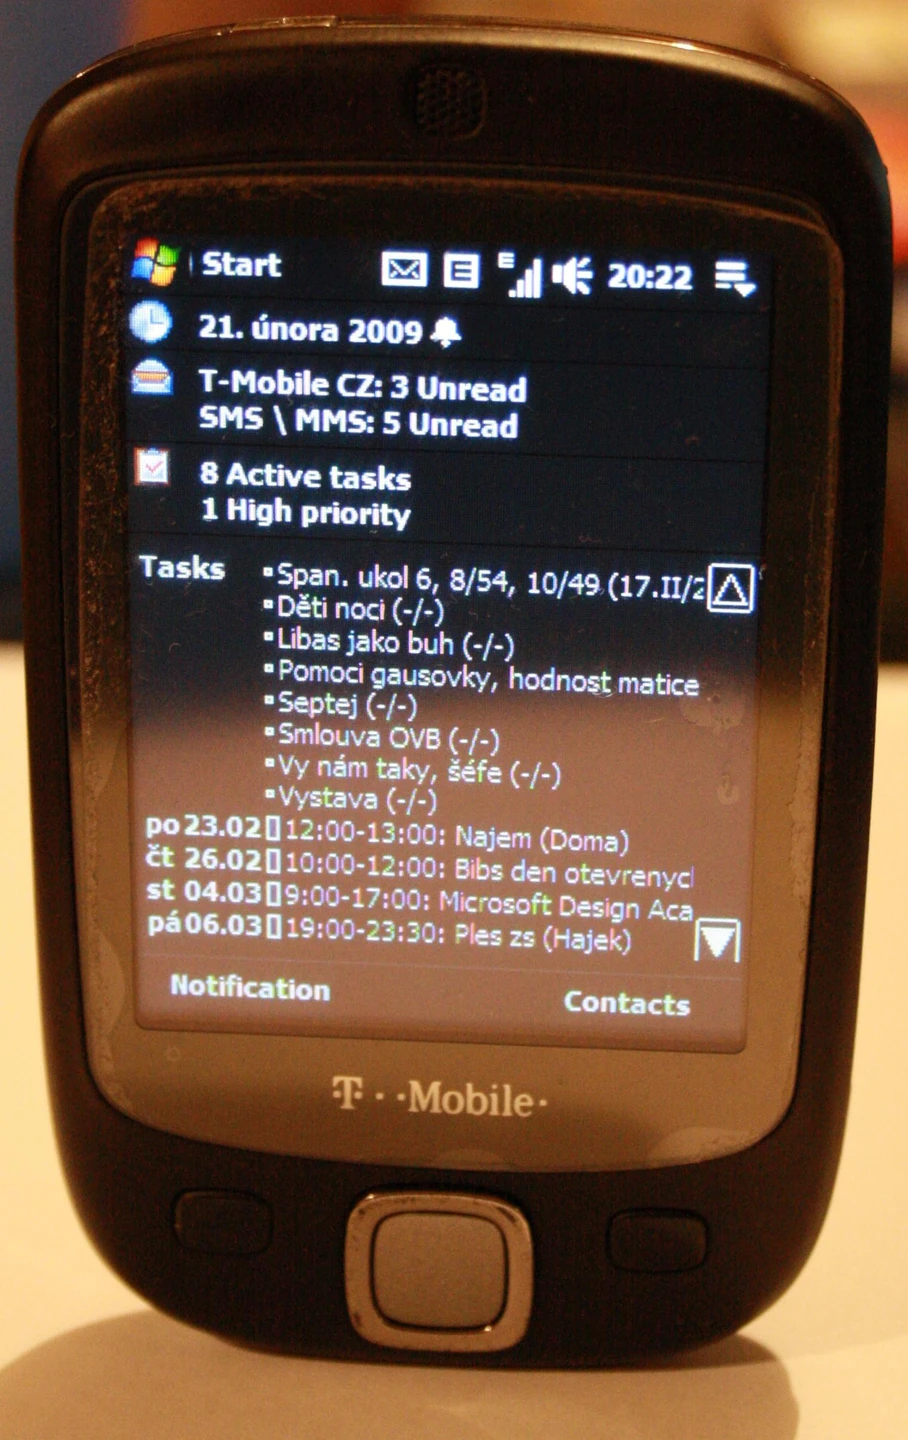 Start E E 20:22
21. února 2009
T-Mobile CZ: 3 Unread
SMS \ MMS: 5 Unread
8 Active tasks
1 High priority
Tasks
Span. ukol 6, 8/54, 10/49 (17.II/2
Děti noci (-/-)
Libas jako buh (-/-)
Pomoci gausovky, hodnost matice
Septej (-/-)
Smlouva OVB (-/-)
Vy nám taky, šéfe (-/-)
Vystava (-/-)
po 23.02 12:00-13:00: Najem (Doma)
čt 26.02 10:00-12:00: Bibs den otevrenyc
st 04.03 9:00-17:00: Microsoft Design Aca
pá 06.03 19:00-23:30: Ples zs (Hajek)
Notification Contacts
T··Mobile·